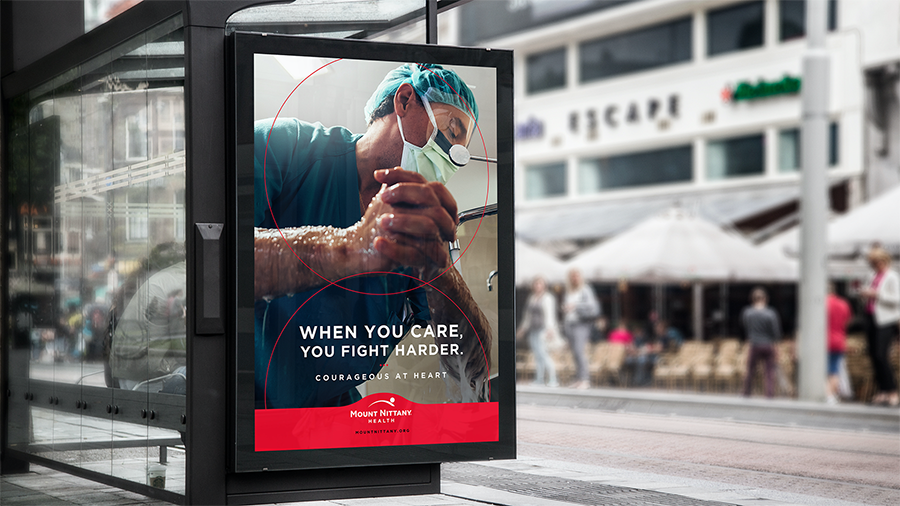 ESCAPE
Heineken
WHEN YOU CARE,
YOU FIGHT HARDER.
COURAGEOUS AT HEART
MOUNT NITTANY
HEALTH
MOUNTNITTANY.ORG